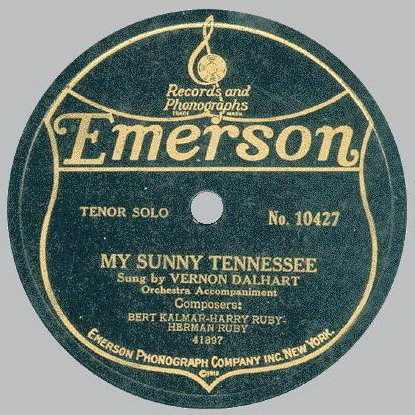 Records and
Phonographs
TRADE MARK
Emerson
TENOR SOLO
No. 10427
MY SUNNY TENNESSEE
Sung by VERNON DALHART
Orchestra Accompaniment
Composers:
BERT KALMAR-HARRY RUBY-
HERMAN RUBY
41897
EMERSON PHONOGRAPH COMPANY INC. NEW YORK.